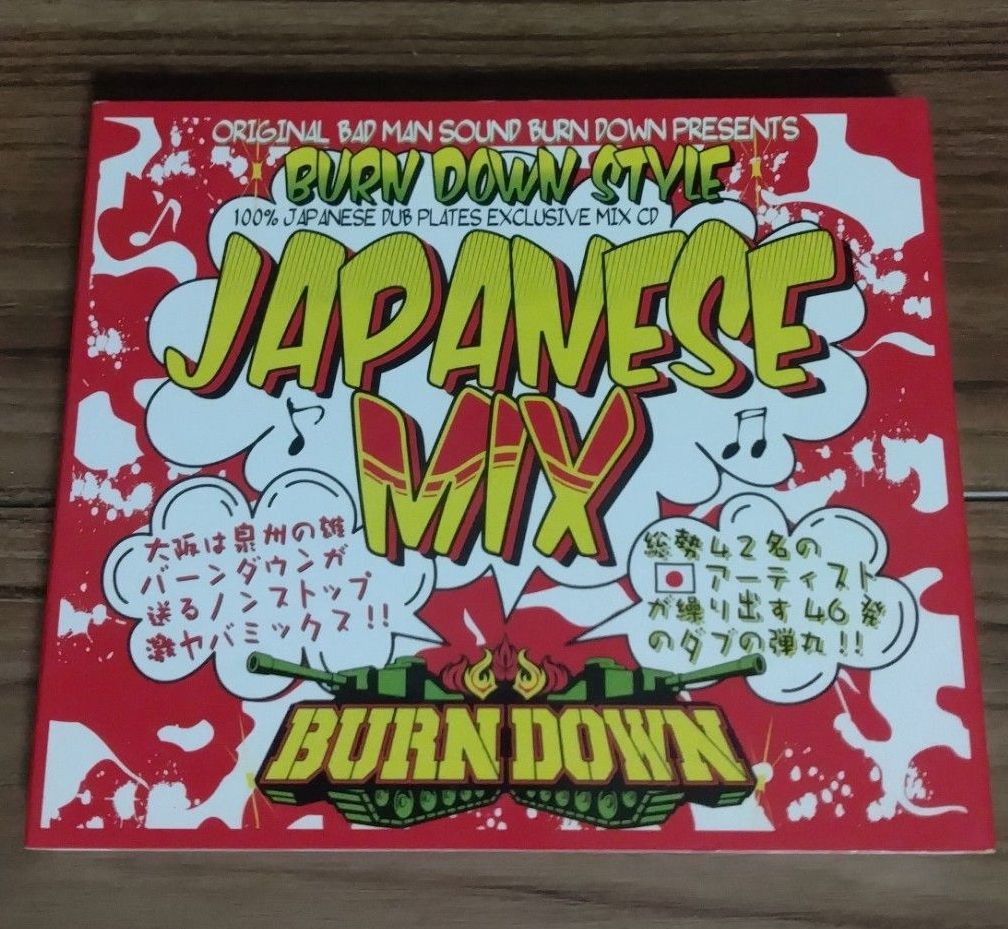 ORIGINAL BAD MAN SOUND BURN DOWN PRESENTS
BURN DOWN STYLE
100% JAPANESE DUB PLATES EXCLUSIVE MIX CD
JAPANESE
MIX
大阪は泉州の雄
バーンダウンが
送るノンストップ
激ヤバミックス!!
総勢42名の
アーティスト
が繰り出す46発
のダブの弾丸!!
BURN DOWN